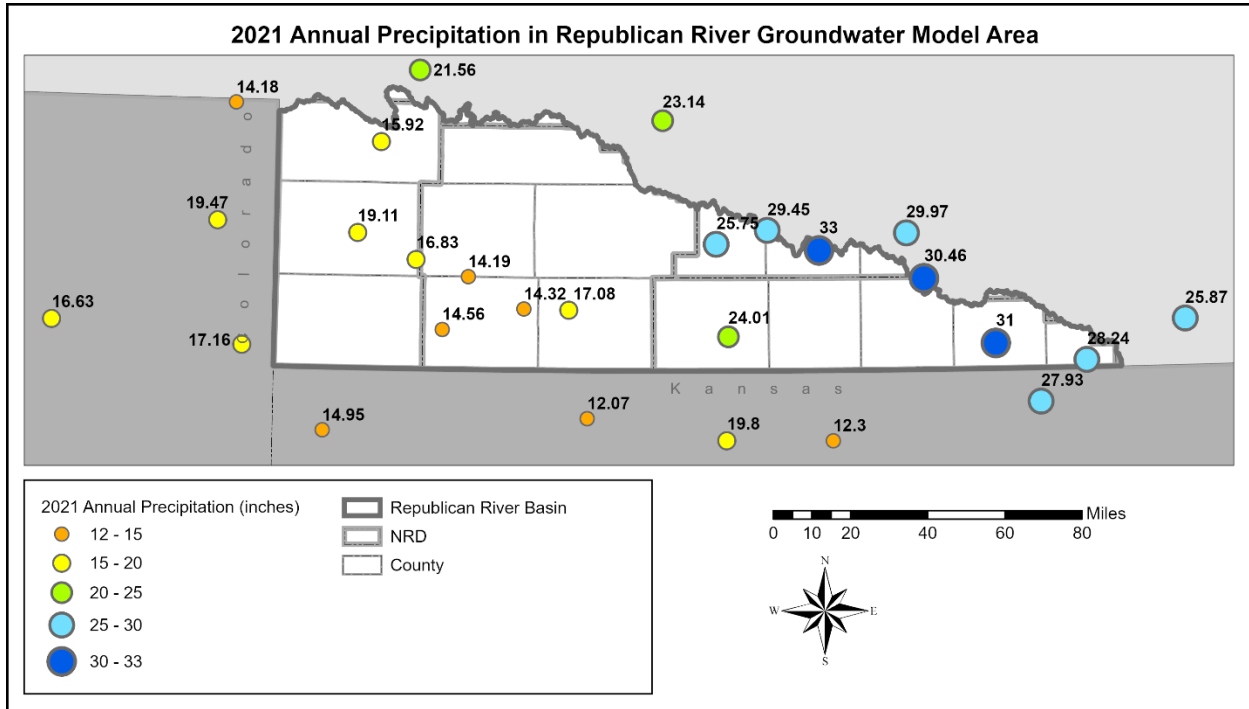 2021 Annual Precipitation in Republican River Groundwater Model Area
21.56
14.18
23.14
15.92
Colorado
19.47
19.11
29.45
29.97
25.75
33
16.83
30.46
14.19
16.63
14.32
17.08
25.87
14.56
24.01
31
17.16
28.24
Kansas
27.93
12.07
14.95
19.8
12.3
2021 Annual Precipitation (inches)
12 - 15
15 - 20
20 - 25
25 - 30
30 - 33
Republican River Basin
NRD
County
Miles
0 10 20 40 60 80
N
W E
S